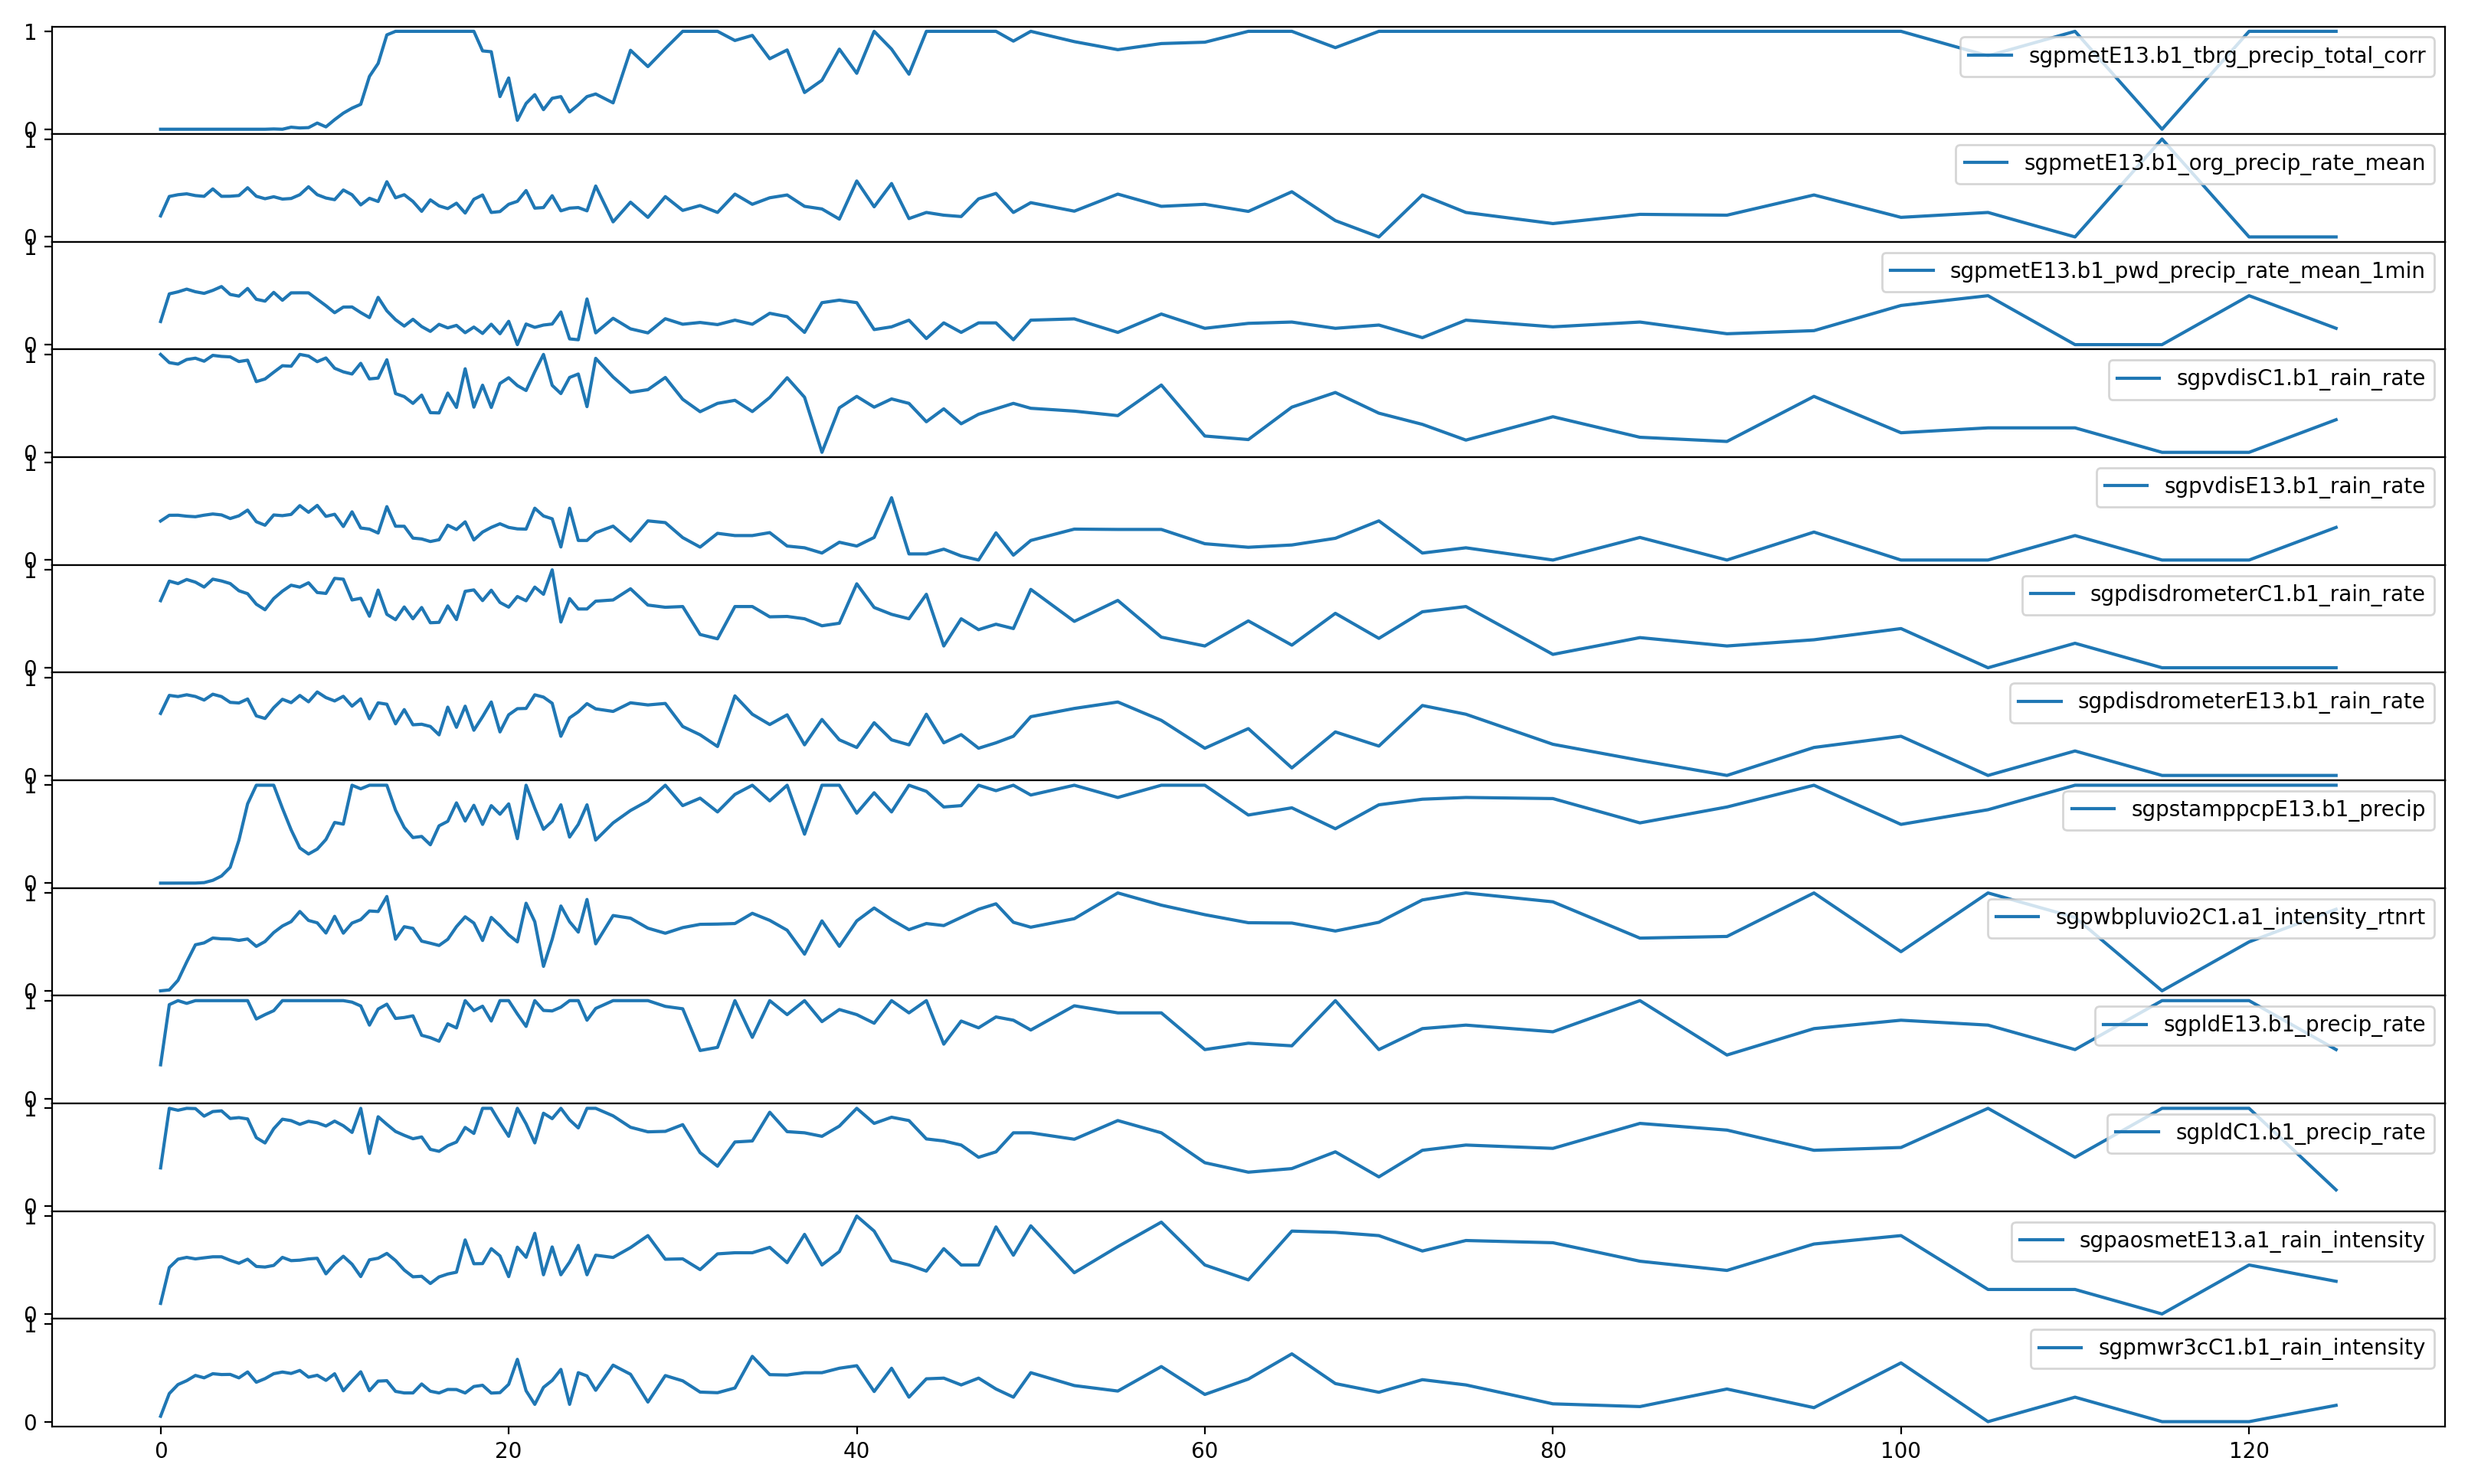 1
sgpmetE13.b1_tbrg_precip_total_corr
0
1
sgpmetE13.b1_org_precip_rate_mean
0
1
sgpmetE13.b1_pwd_precip_rate_mean_1min
0
1
sgpvdisC1.b1_rain_rate
0
1
sgpvdisE13.b1_rain_rate
0
1
sgpdisdrometerC1.b1_rain_rate
0
1
sgpdisdrometerE13.b1_rain_rate
0
1
sgpstamppcpE13.b1_precip
0
1
sgpwbpluvio2C1.a1_intensity_rtnrt
0
1
sgpldE13.b1_precip_rate
0
1
sgpldC1.b1_precip_rate
0
1
sgpaosmetE13.a1_rain_intensity
0
1
sgpmwr3cC1.b1_rain_intensity
0
0 20 40 60 80 100 120